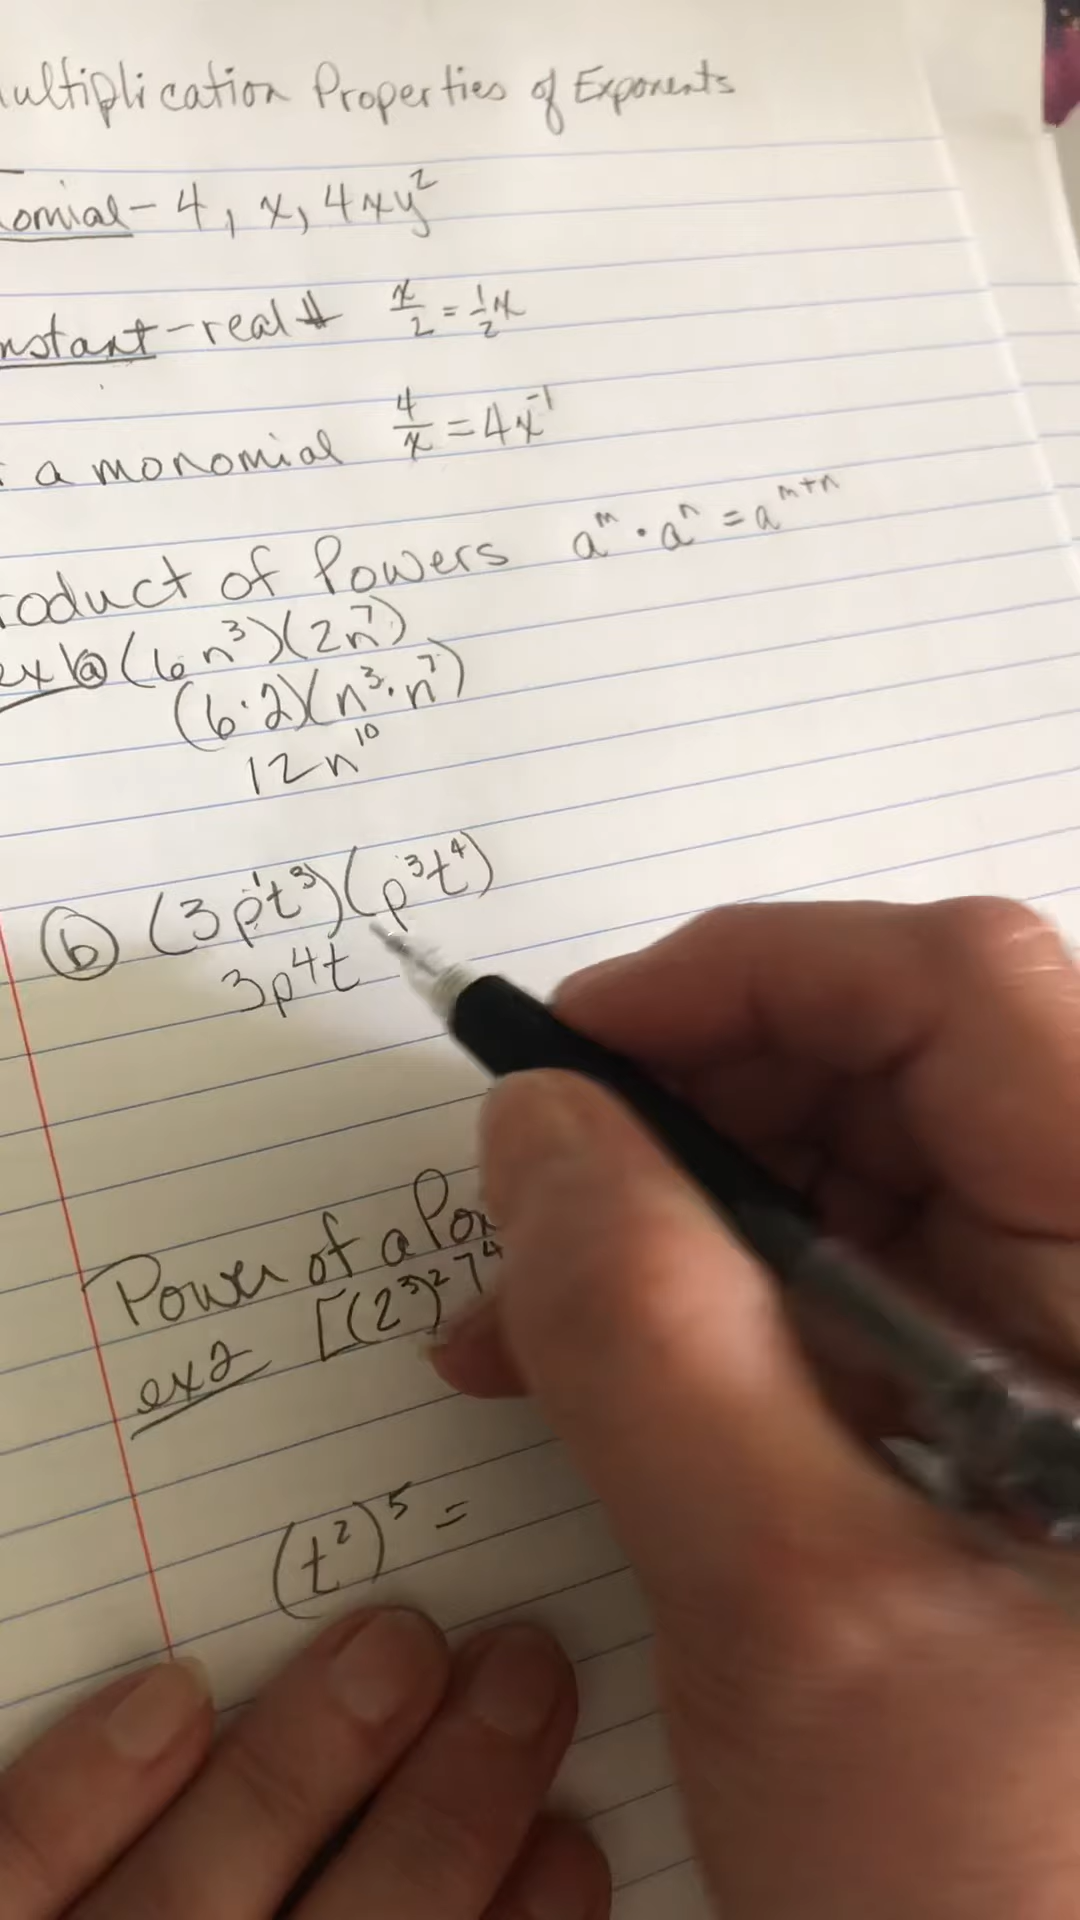 ultiplication Properties of Exponents
omial - 4, x, 4xy²
nstant - real # x/2 = 1/2 x
a monomial 4/x = 4x⁻¹
roduct of Powers aᵐ · aⁿ = aᵐ⁺ⁿ
ex 1 ⓐ (6n³)(2n⁷)
(6·2)(n³·n⁷)
12n¹⁰
ⓑ (3p¹t³)(p³t⁴)
3p⁴t
Power of a Pow
ex 2 [(2³)²]⁴
(t²)⁵ =